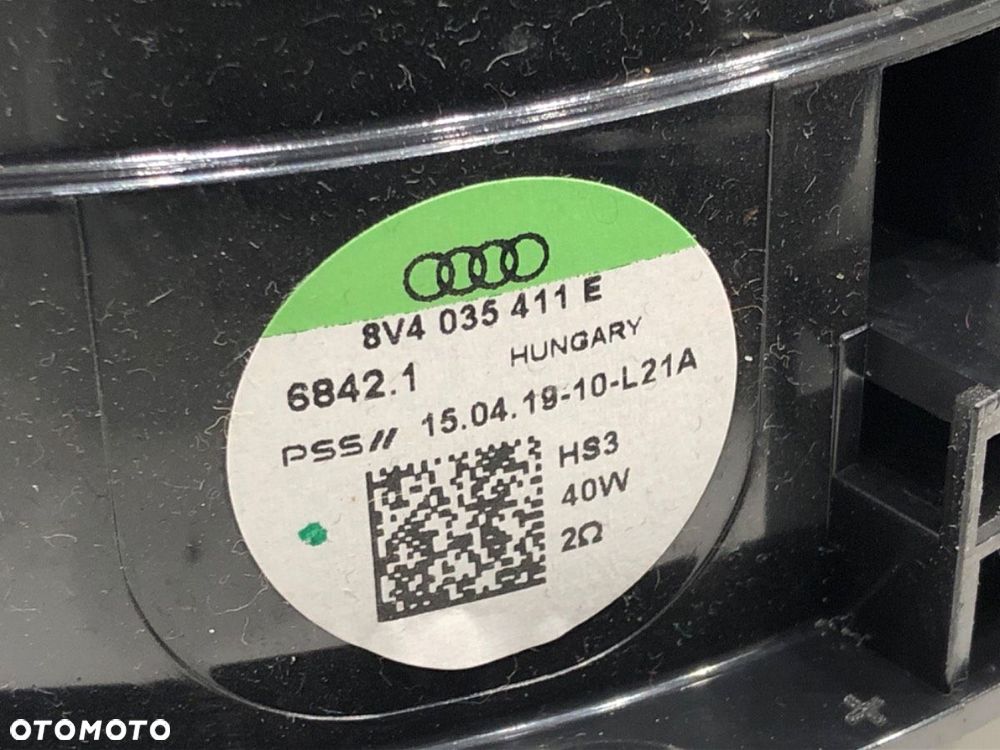 8V4 035 411 E
6842.1 HUNGARY
PSS// 15.04.19-10-L21A
HS3
40W
2Ω
OTOMOTO